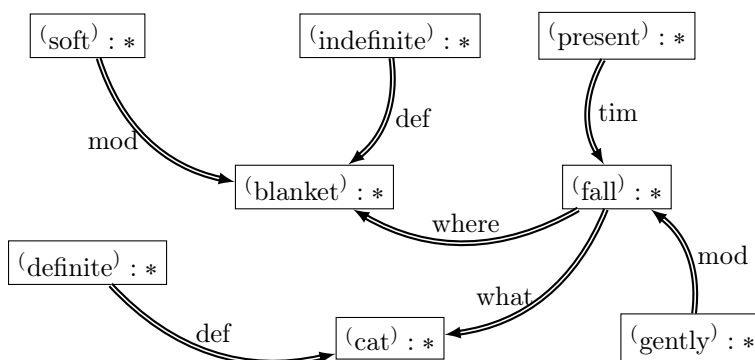 (soft) : * (indefinite) : * (present) : *
mod def tim
(blanket) : * (fall) : *
where
(definite) : * mod
what
def (cat) : * (gently) : *